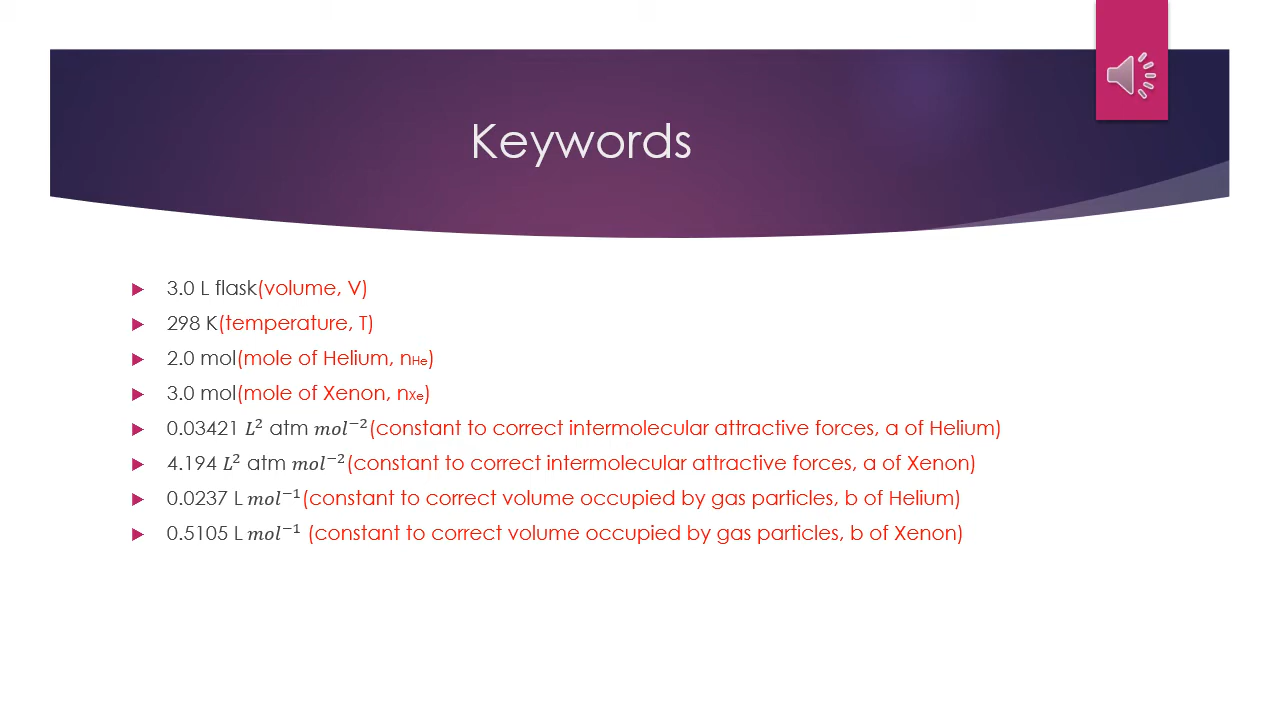 Keywords
3.0 L flask(volume, V)
298 K(temperature, T)
2.0 mol(mole of Helium, nHe)
3.0 mol(mole of Xenon, nXe)
0.03421 L² atm mol⁻²(constant to correct intermolecular attractive forces, a of Helium)
4.194 L² atm mol⁻²(constant to correct intermolecular attractive forces, a of Xenon)
0.0237 L mol⁻¹(constant to correct volume occupied by gas particles, b of Helium)
0.5105 L mol⁻¹ (constant to correct volume occupied by gas particles, b of Xenon)